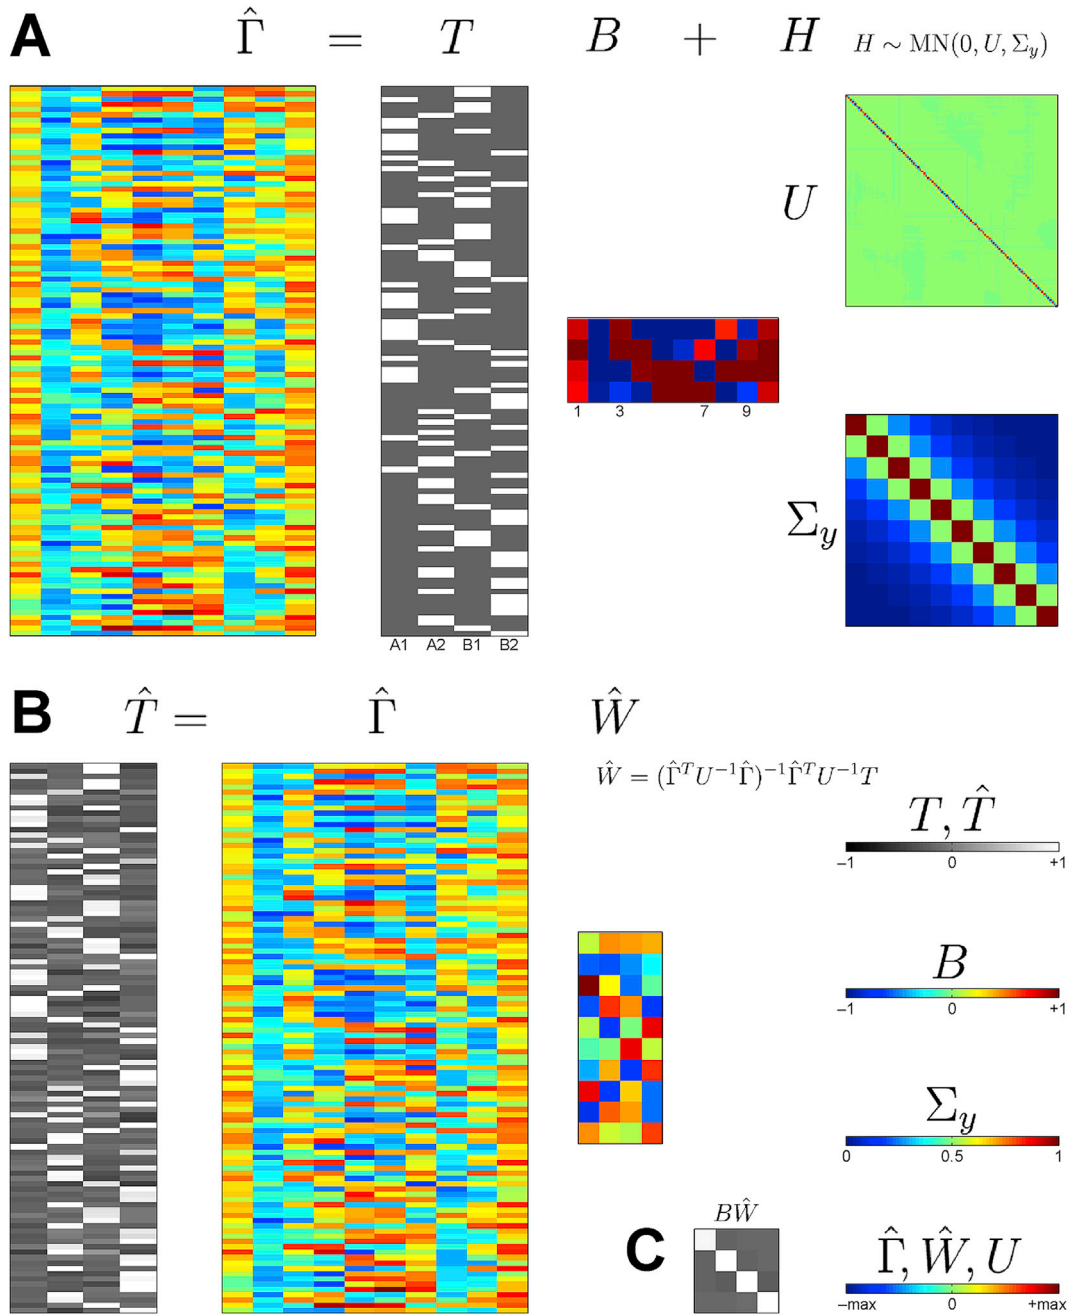 A Γ̂ = T B + H H ∼ MN(0, U, Σ_y)
U
1 3 7 9
Σ_y
A1 A2 B1 B2
B T̂ = Γ̂ Ŵ
Ŵ = (Γ̂^T U^{-1} Γ̂)^{-1} Γ̂^T U^{-1} T
T, T̂
–1 0 +1
B
–1 0 +1
Σ_y
0 0.5 1
C BŴ
Γ̂, Ŵ, U
–max 0 +max